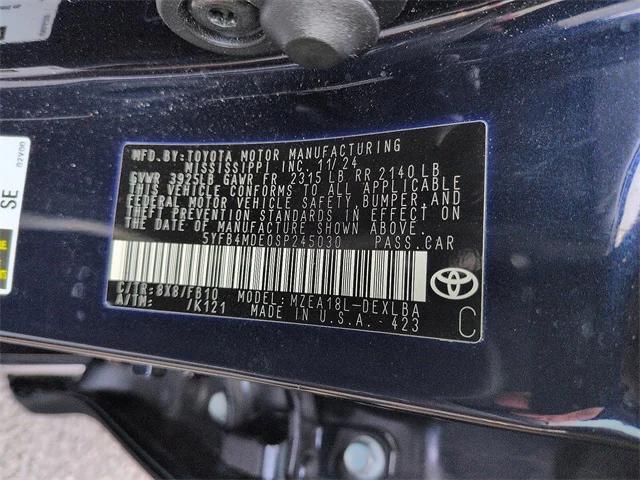 MFD.BY:TOYOTA MOTOR MANUFACTURING
MISSISSIPPI INC. 11/24
GVWR 3925LB GAWR FR 2315 LB RR 2140 LB
THIS VEHICLE CONFORMS TO ALL APPLICABLE
FEDERAL MOTOR VEHICLE SAFETY, BUMPER,AND
THEFT PREVENTION STANDARDS IN EFFECT ON
THE DATE OF MANUFACTURE SHOWN ABOVE.
5YFB4MDE0SP245030 PASS.CAR
C/TR: 8X8/FB10 MODEL: MZEA18L-DEXLBA
A/TM: /K121 MADE IN U.S.A. 423
C
SE